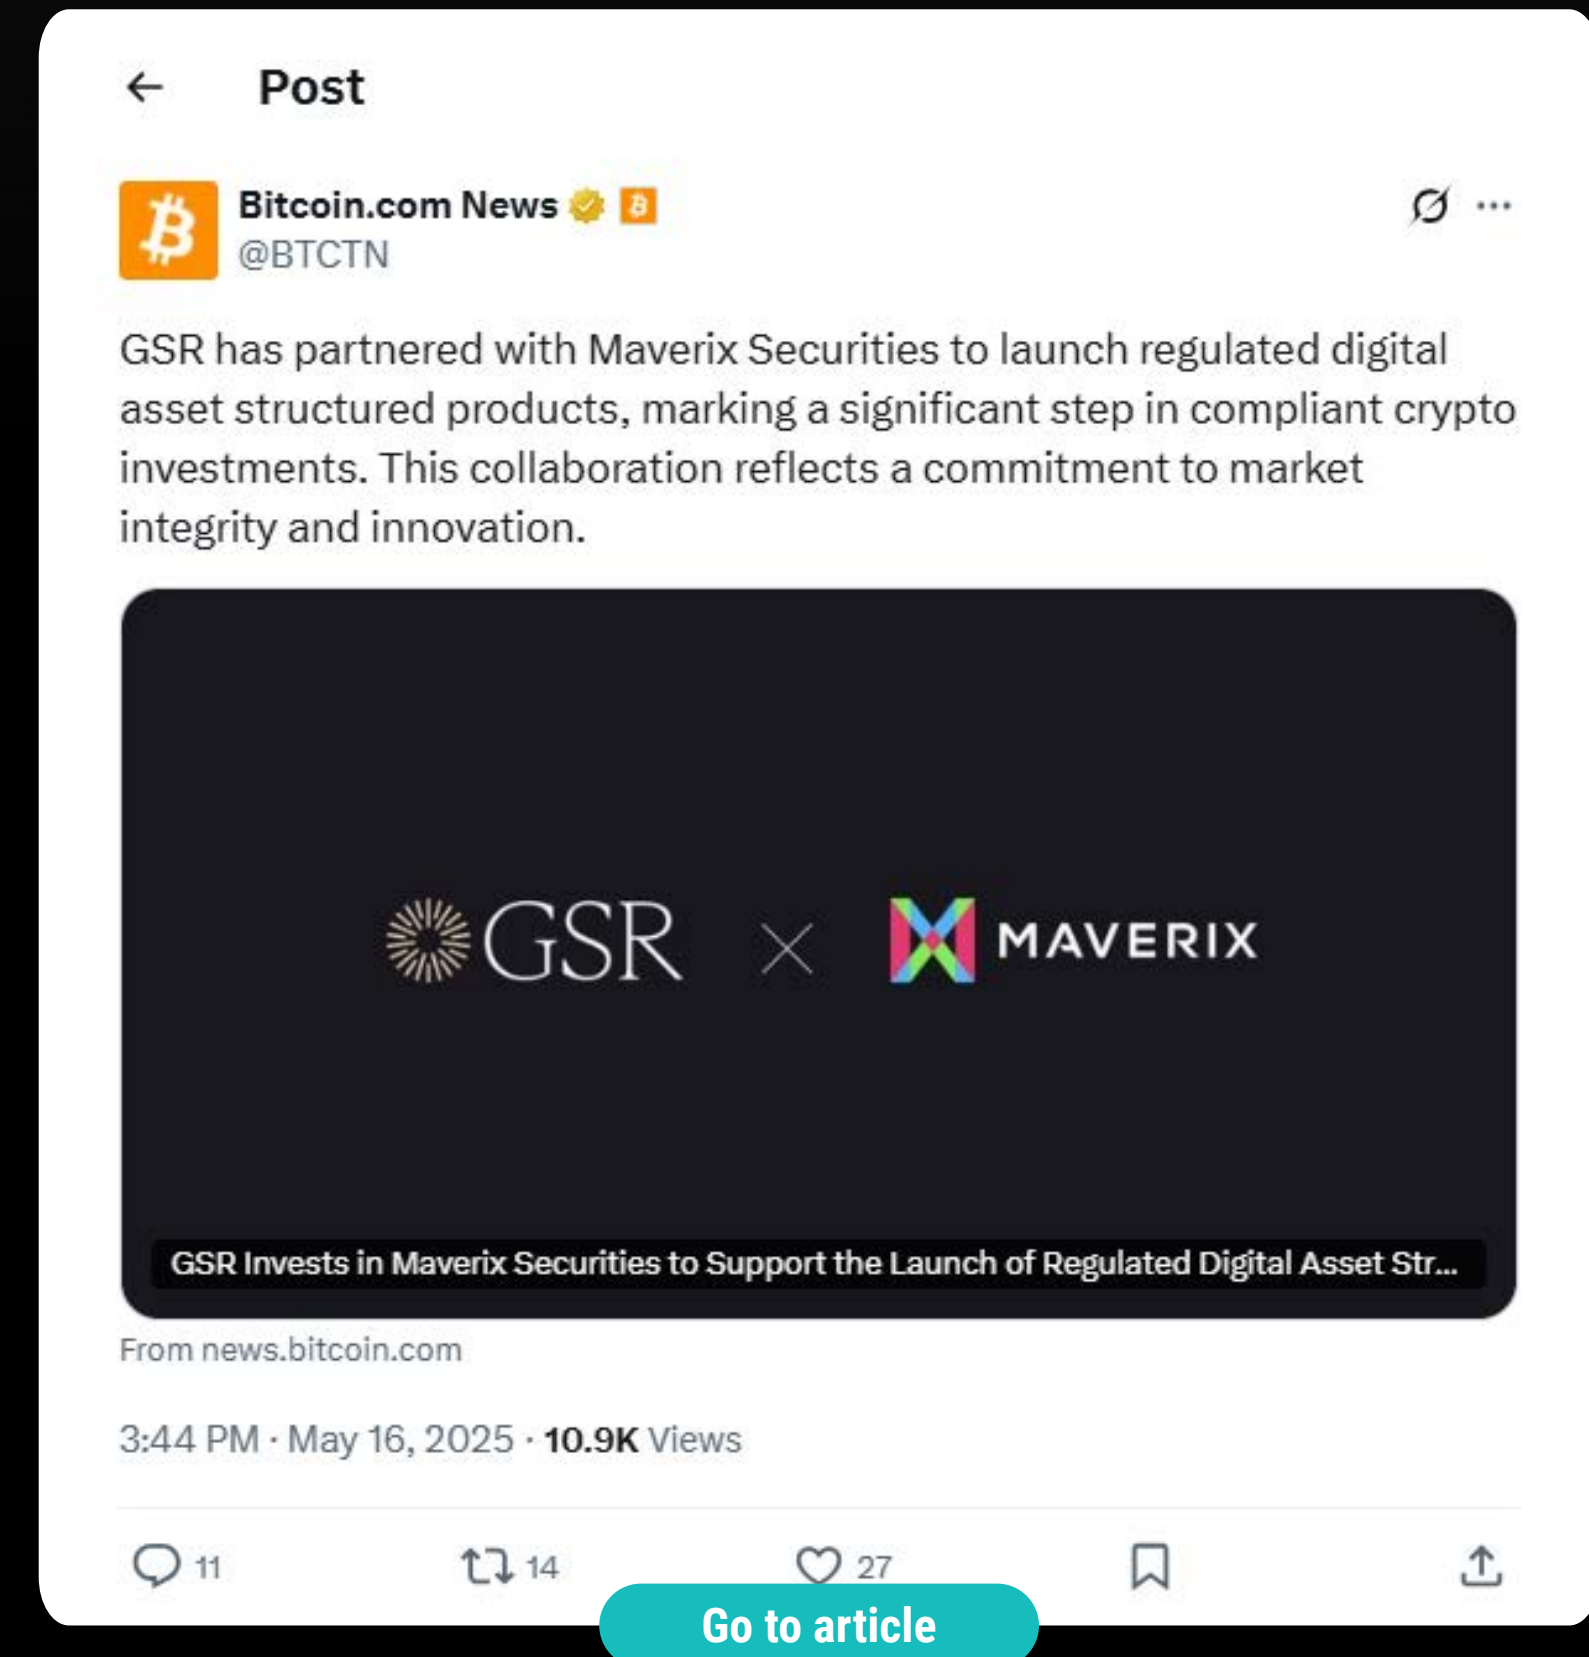 Post
Bitcoin.com News
@BTCTN
GSR has partnered with Maverix Securities to launch regulated digital
asset structured products, marking a significant step in compliant crypto
investments. This collaboration reflects a commitment to market
integrity and innovation.
GSR × MAVERIX
GSR Invests in Maverix Securities to Support the Launch of Regulated Digital Asset Str...
From news.bitcoin.com
3:44 PM · May 16, 2025 · 10.9K Views
11 14 27
Go to article